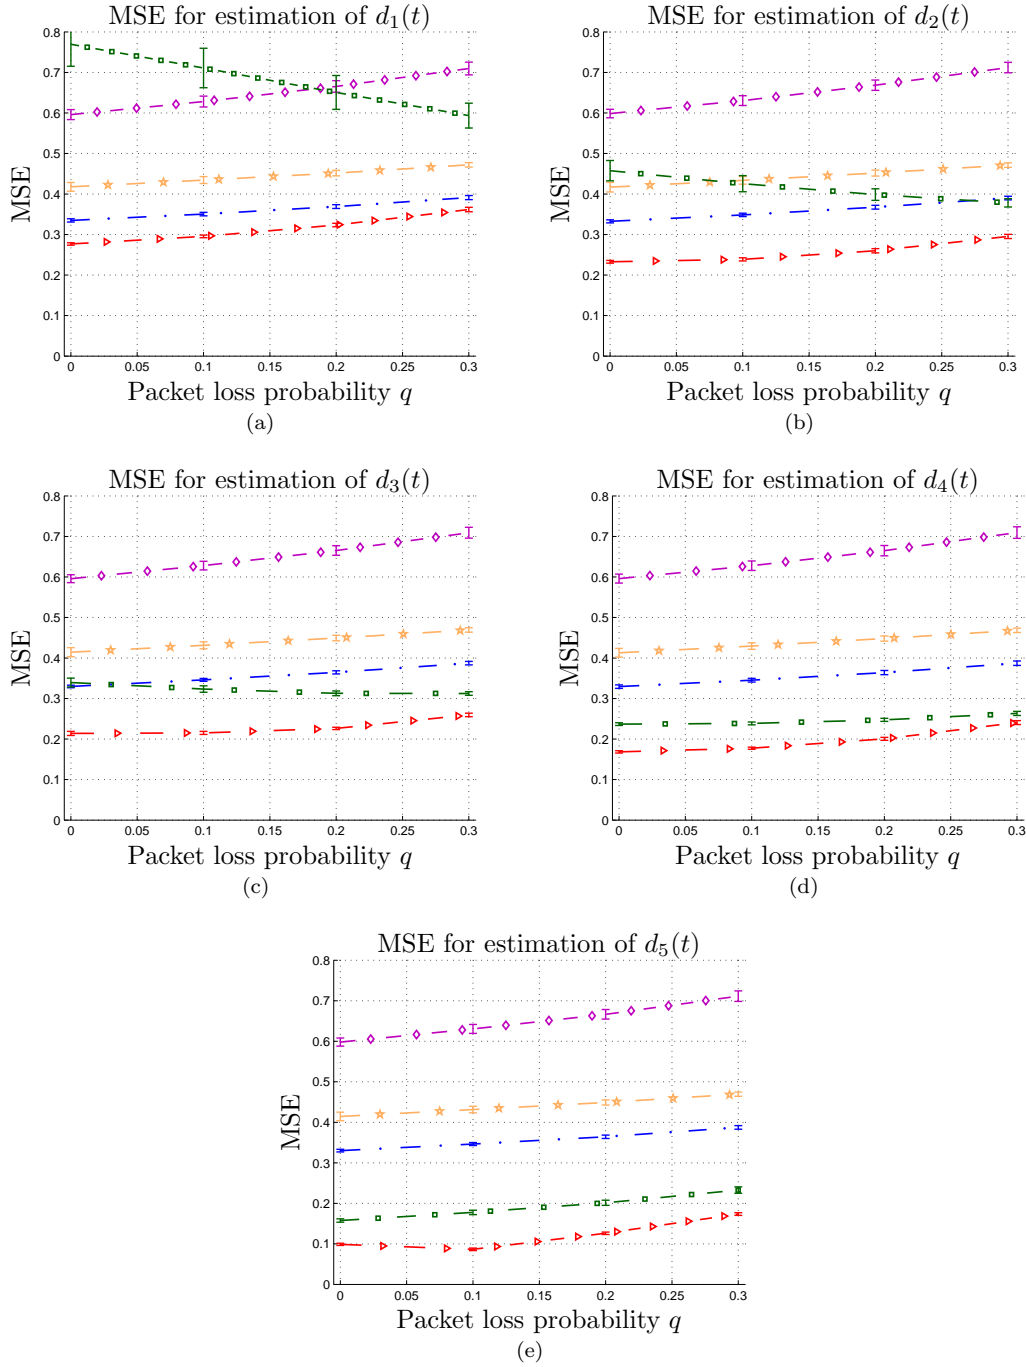 MSE for estimation of d1(t)
MSE
0.8
0.7
0.6
0.5
0.4
0.3
0.2
0.1
0
0 0.05 0.1 0.15 0.2 0.25 0.3
Packet loss probability q
(a)
MSE for estimation of d2(t)
MSE
0.8
0.7
0.6
0.5
0.4
0.3
0.2
0.1
0
0 0.05 0.1 0.15 0.2 0.25 0.3
Packet loss probability q
(b)
MSE for estimation of d3(t)
MSE
0.8
0.7
0.6
0.5
0.4
0.3
0.2
0.1
0
0 0.05 0.1 0.15 0.2 0.25 0.3
Packet loss probability q
(c)
MSE for estimation of d4(t)
MSE
0.8
0.7
0.6
0.5
0.4
0.3
0.2
0.1
0
0 0.05 0.1 0.15 0.2 0.25 0.3
Packet loss probability q
(d)
MSE for estimation of d5(t)
MSE
0.8
0.7
0.6
0.5
0.4
0.3
0.2
0.1
0
0 0.05 0.1 0.15 0.2 0.25 0.3
Packet loss probability q
(e)